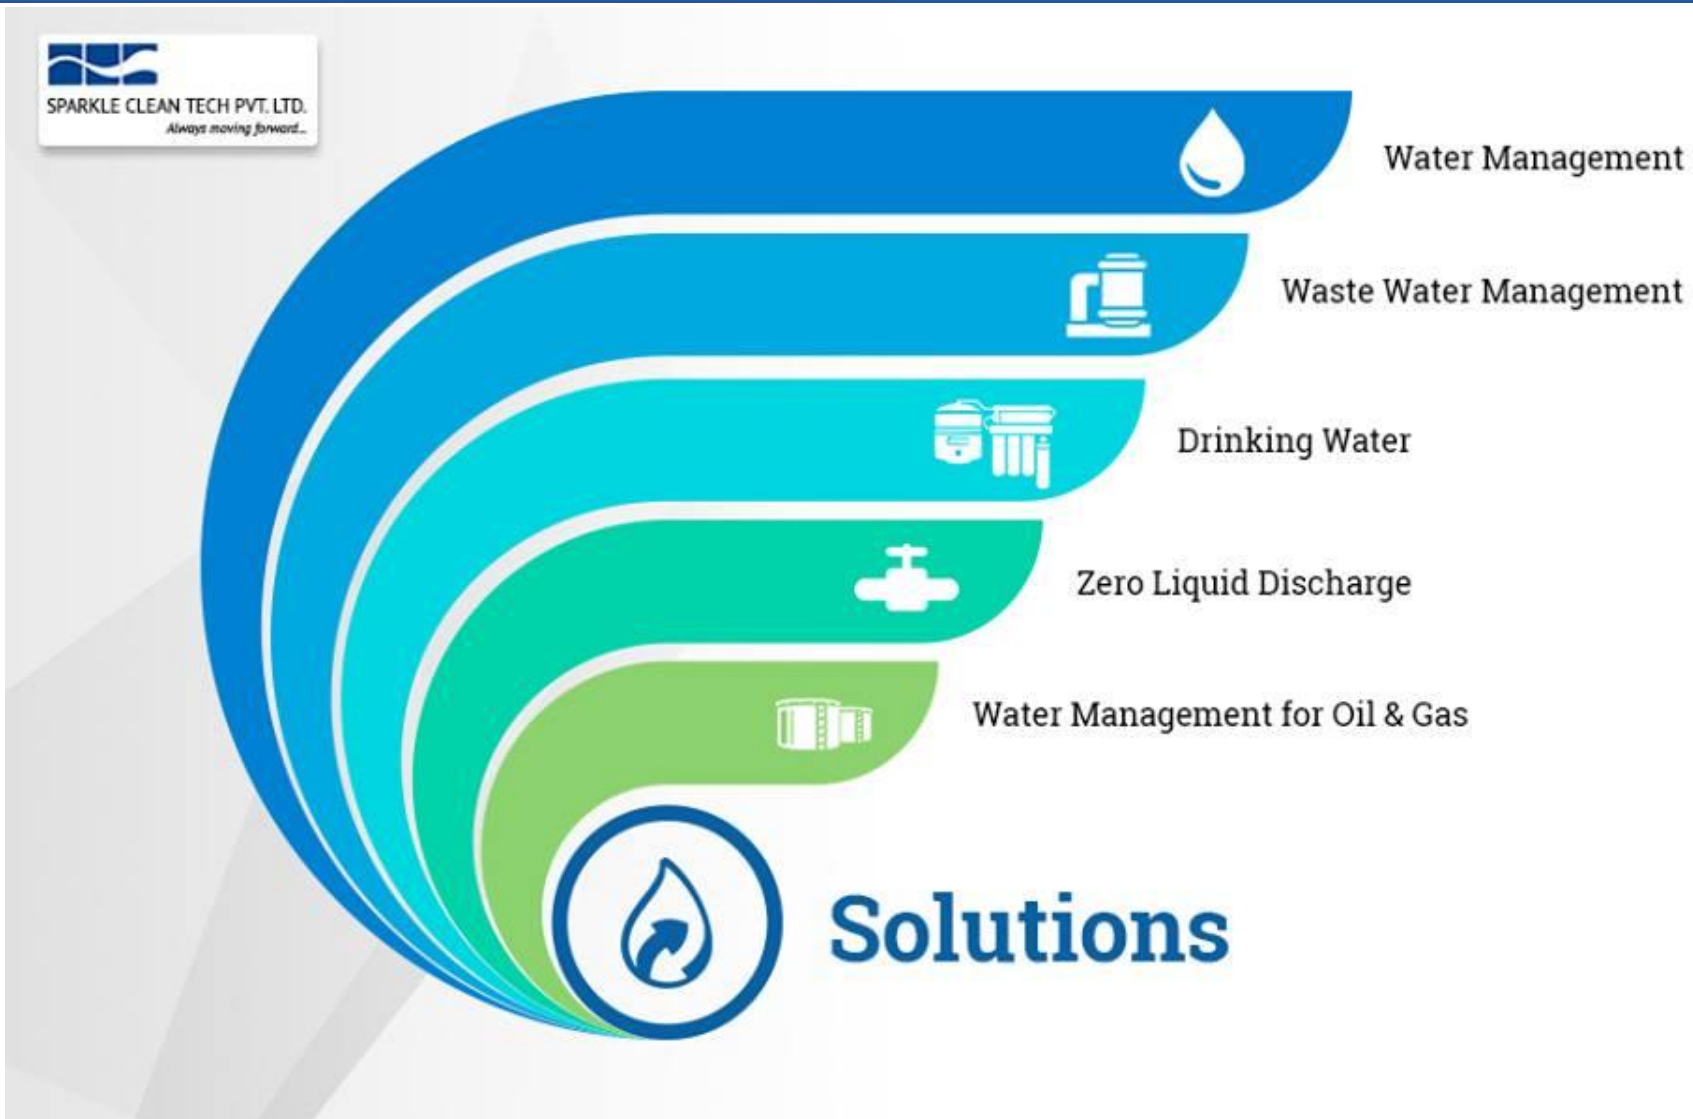 SPARKLE CLEAN TECH PVT. LTD.
Always moving forward...
Water Management
Waste Water Management
Drinking Water
Zero Liquid Discharge
Water Management for Oil & Gas
Solutions